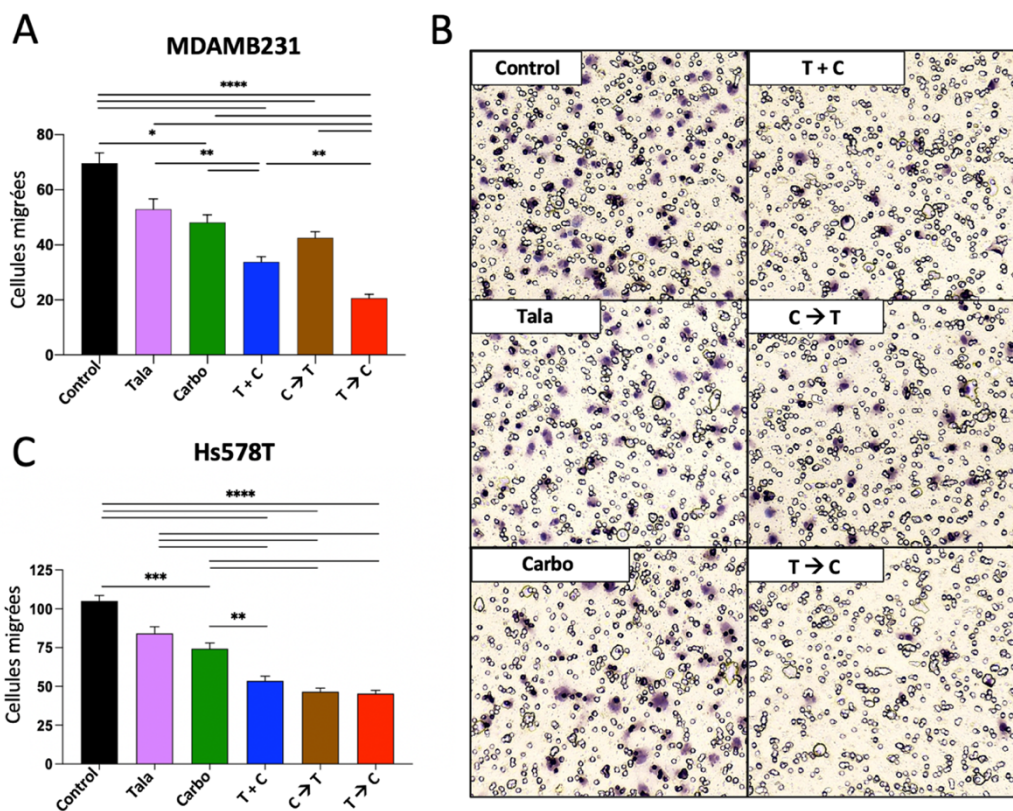 A
MDAMB231
****
*
**
**
Cellules migrées
80
60
40
20
0
Control
Tala
Carbo
T + C
C → T
T → C
B
Control
T + C
Tala
C → T
Carbo
T → C
C
Hs578T
****
***
**
Cellules migrées
125
100
75
50
25
0
Control
Tala
Carbo
T + C
C → T
T → C